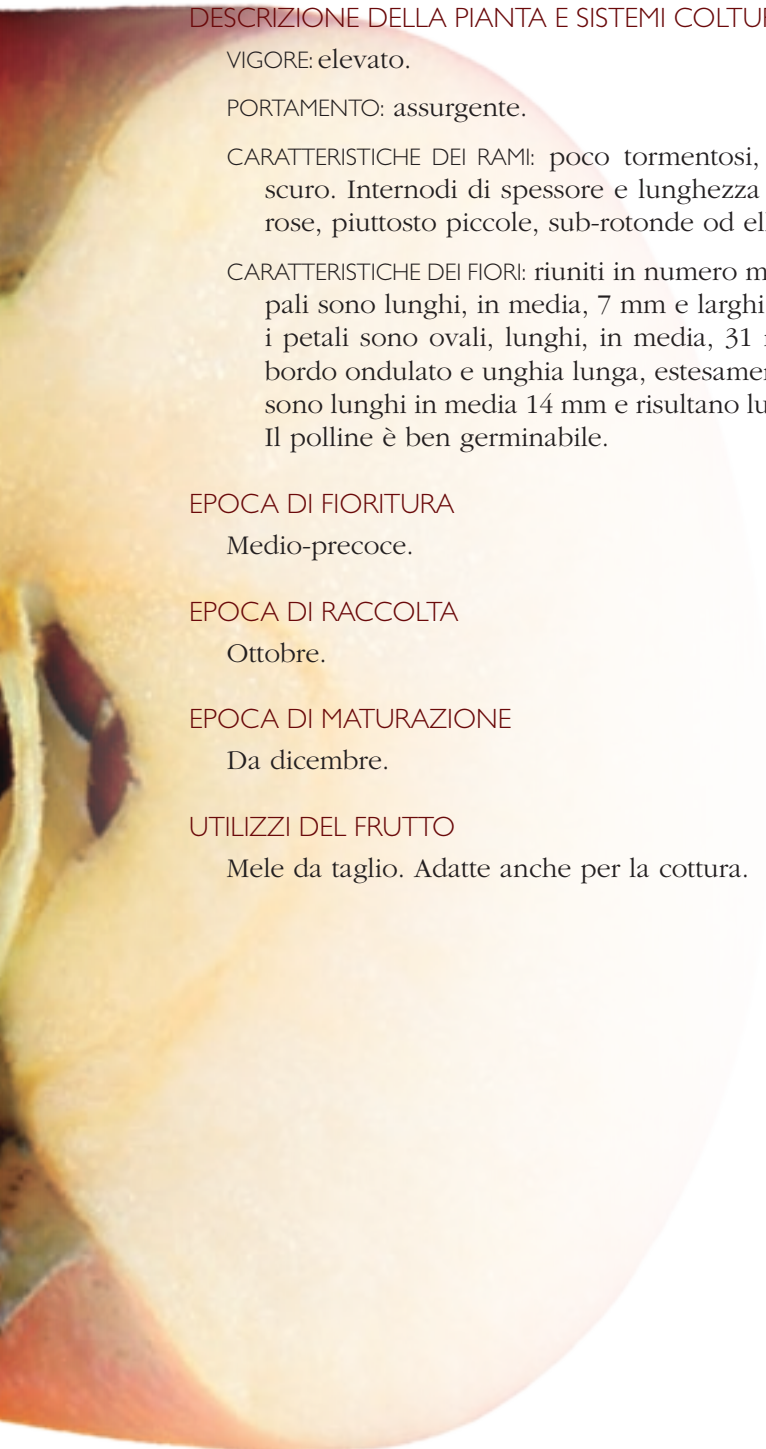 DESCRIZIONE DELLA PIANTA E SISTEMI COLTUR
VIGORE: elevato.
PORTAMENTO: assurgente.
CARATTERISTICHE DEI RAMI: poco tormentosi,
scuro. Internodi di spessore e lunghezza
rose, piuttosto piccole, sub-rotonde od ell
CARATTERISTICHE DEI FIORI: riuniti in numero m
pali sono lunghi, in media, 7 mm e larghi
i petali sono ovali, lunghi, in media, 31
bordo ondulato e unghia lunga, estesamen
sono lunghi in media 14 mm e risultano lu
Il polline è ben germinabile.
EPOCA DI FIORITURA
Medio-precoce.
EPOCA DI RACCOLTA
Ottobre.
EPOCA DI MATURAZIONE
Da dicembre.
UTILIZZI DEL FRUTTO
Mele da taglio. Adatte anche per la cottura.